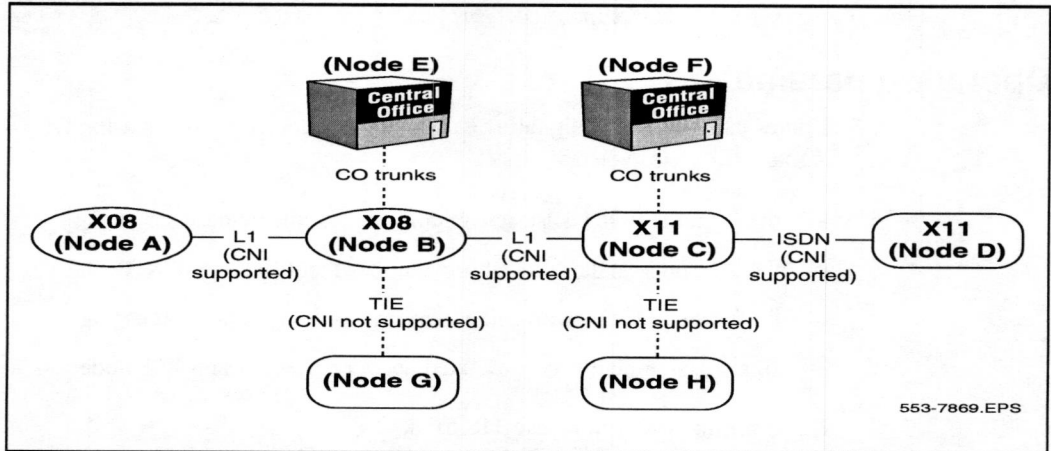 (Node E)
(Node F)
Central
Office
Central
Office
CO trunks
CO trunks
X08
(Node A)
L1
(CNI
supported)
X08
(Node B)
L1
(CNI
supported)
X11
(Node C)
ISDN
(CNI
supported)
X11
(Node D)
TIE
(CNI not supported)
TIE
(CNI not supported)
(Node G)
(Node H)
553-7869.EPS